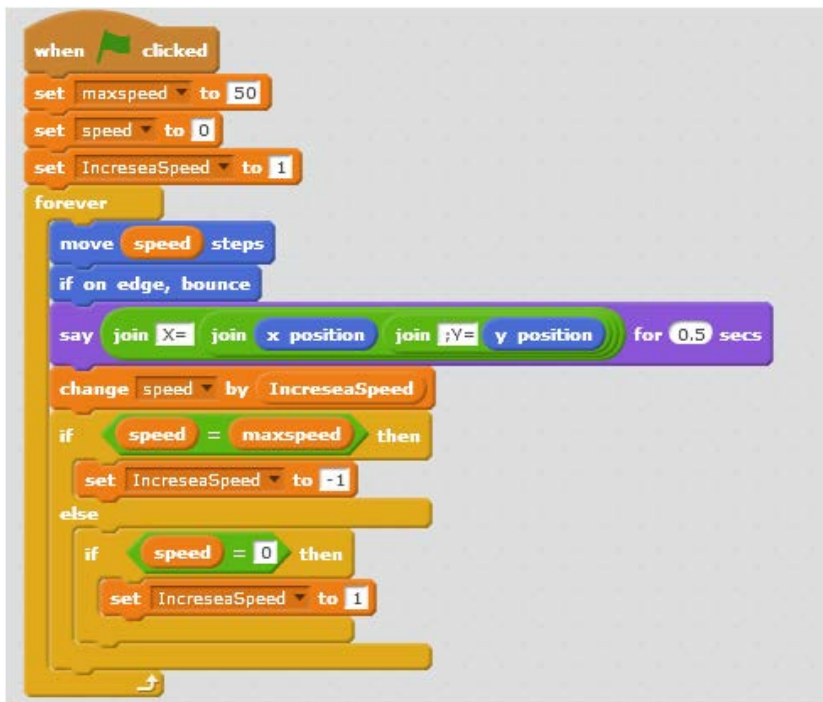 when clicked
set maxspeed to 50
set speed to 0
set IncreseaSpeed to 1
forever
move speed steps
if on edge, bounce
say join X= join x position join ;Y= y position for 0.5 secs
change speed by IncreseaSpeed
if speed = maxspeed then
set IncreseaSpeed to -1
else
if speed = 0 then
set IncreseaSpeed to 1